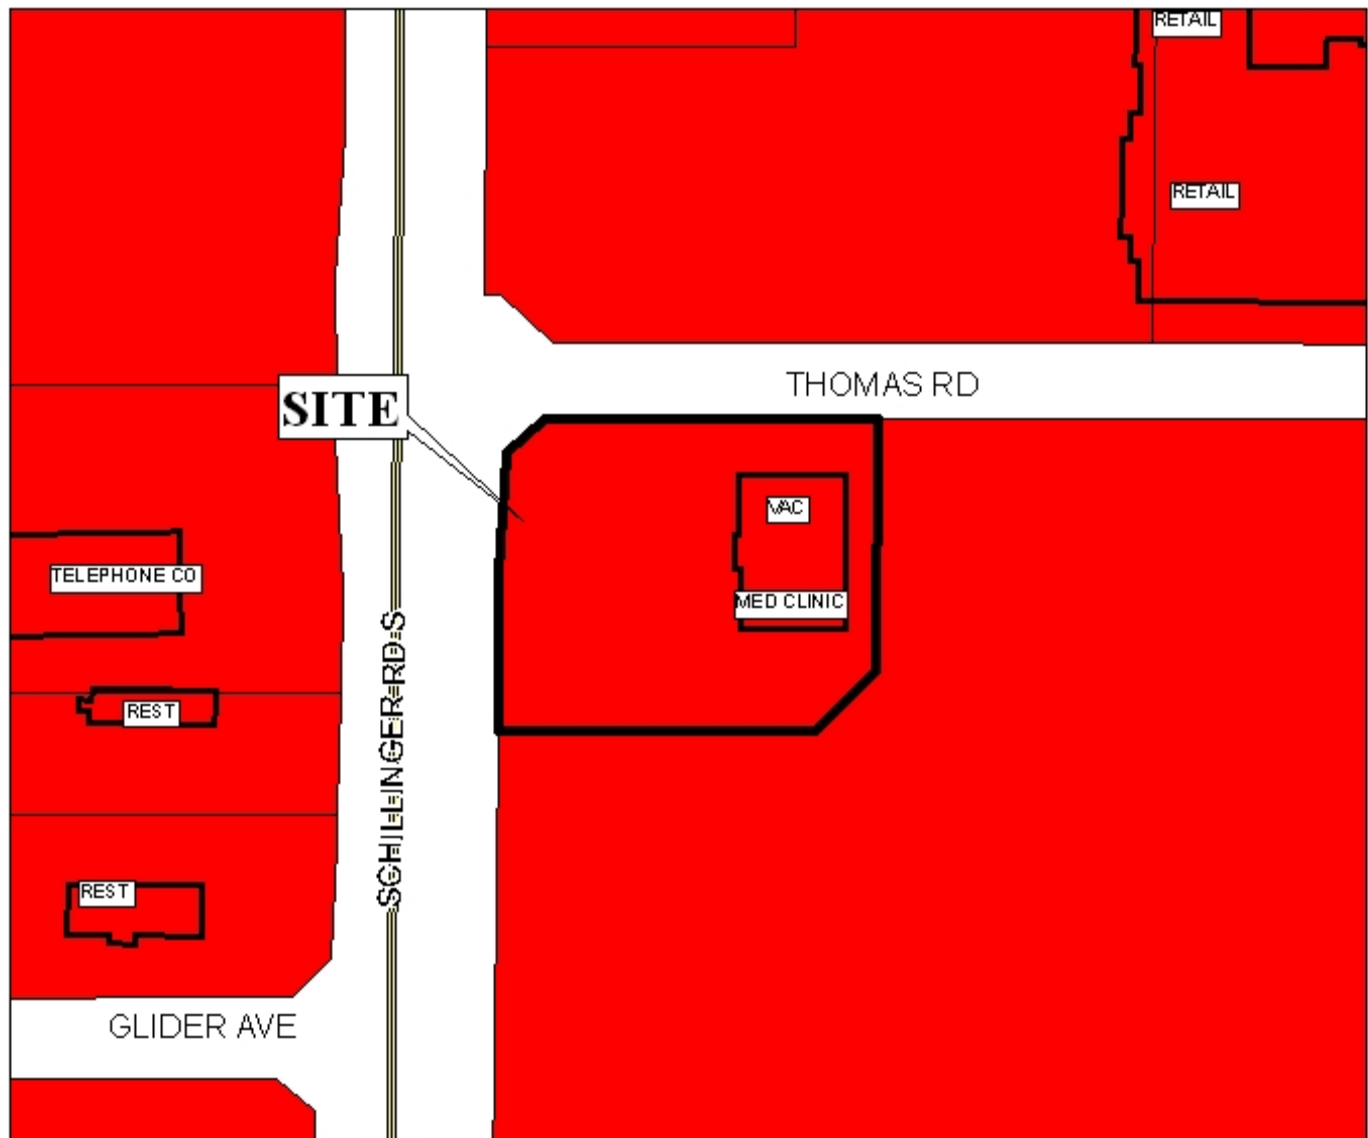 RETAIL
RETAIL
THOMAS RD
SITE
VAC
TELEPHONE CO
MED CLINIC
SCHILLINGER RD S
REST
REST
GLIDER AVE